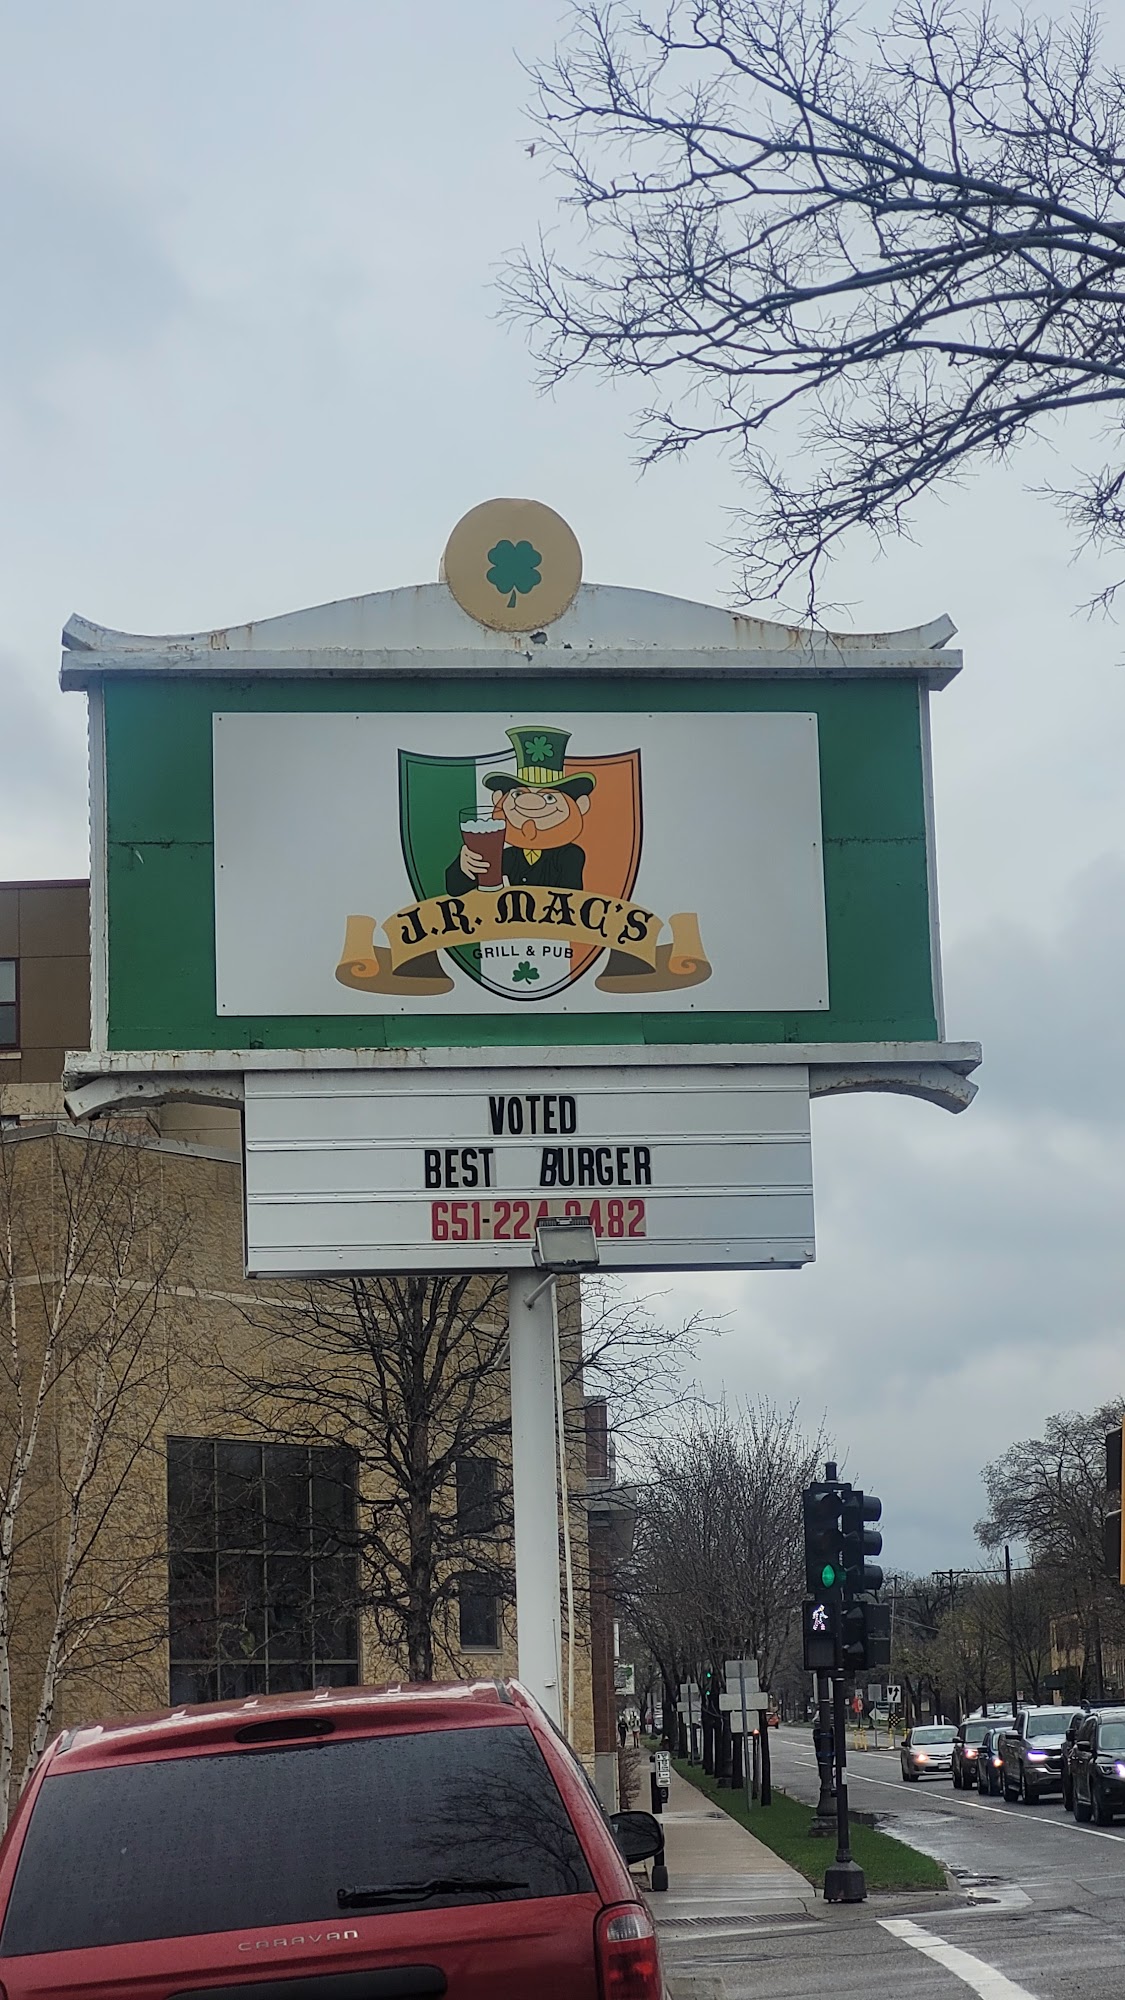 J.R. MAC'S
GRILL & PUB
VOTED
BEST BURGER
CARAVAN